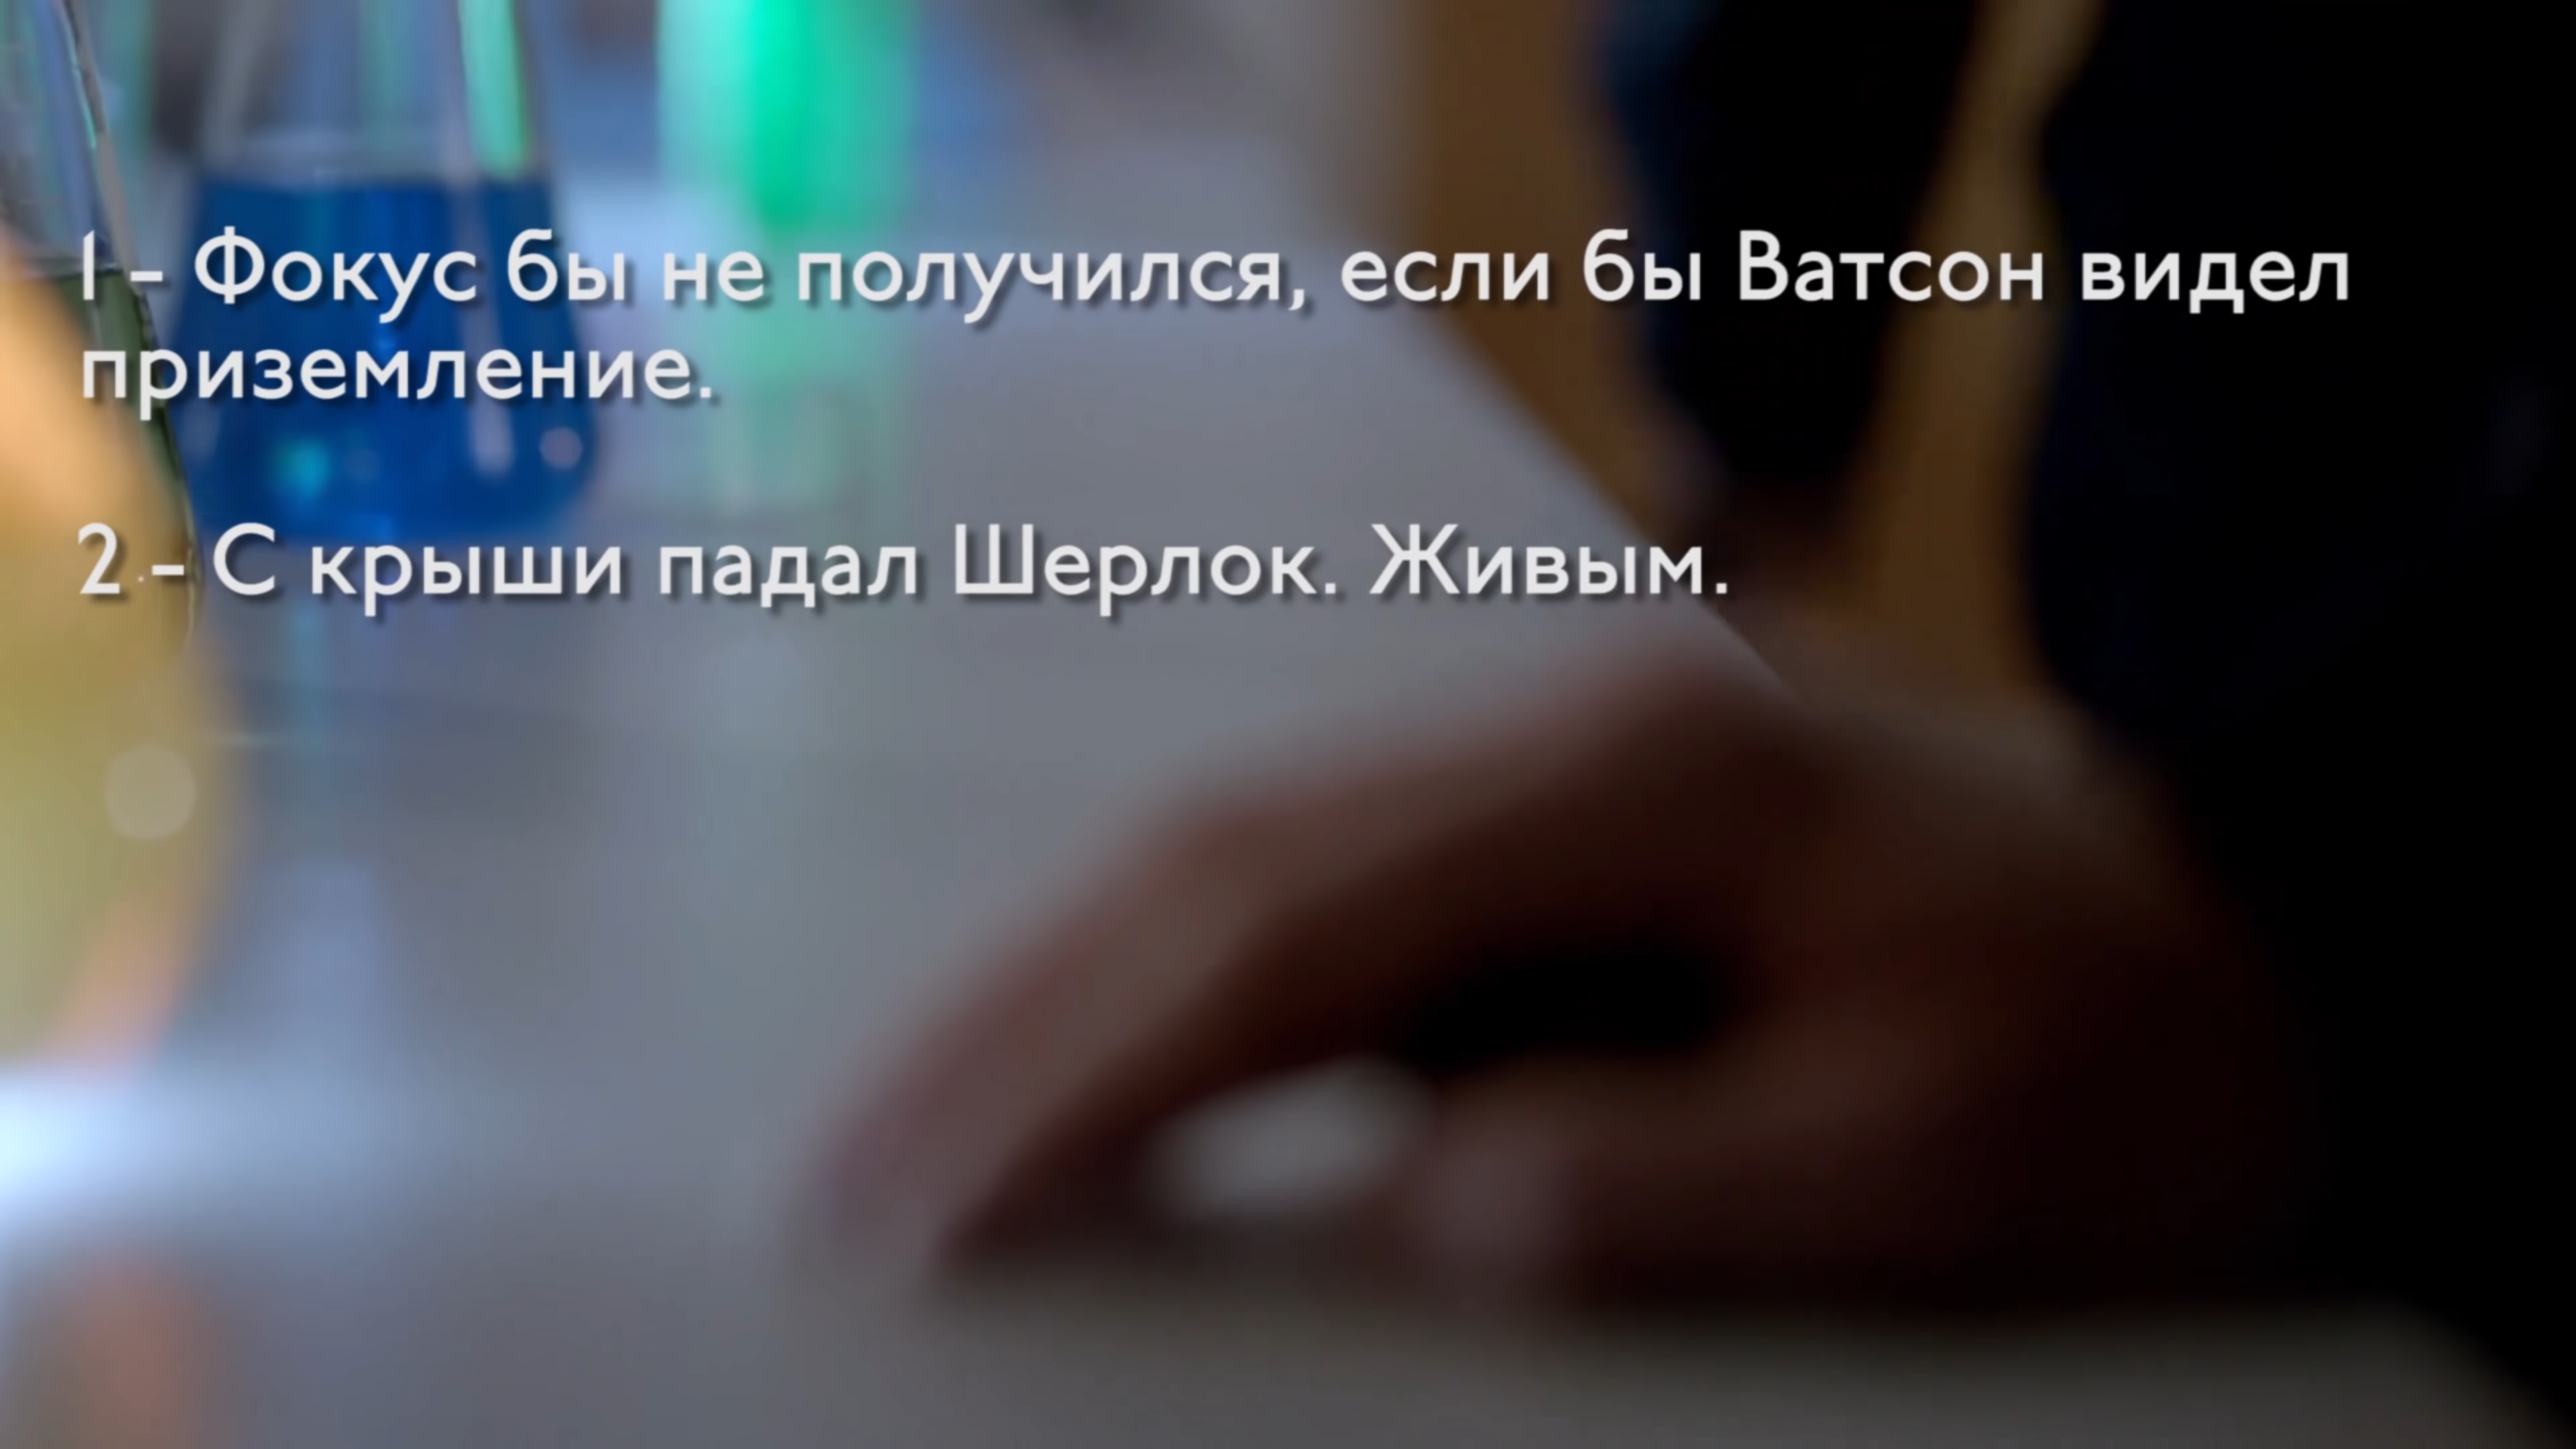 1 - Фокус бы не получился, если бы Ватсон видел
приземление.
2 - С крыши падал Шерлок. Живым.